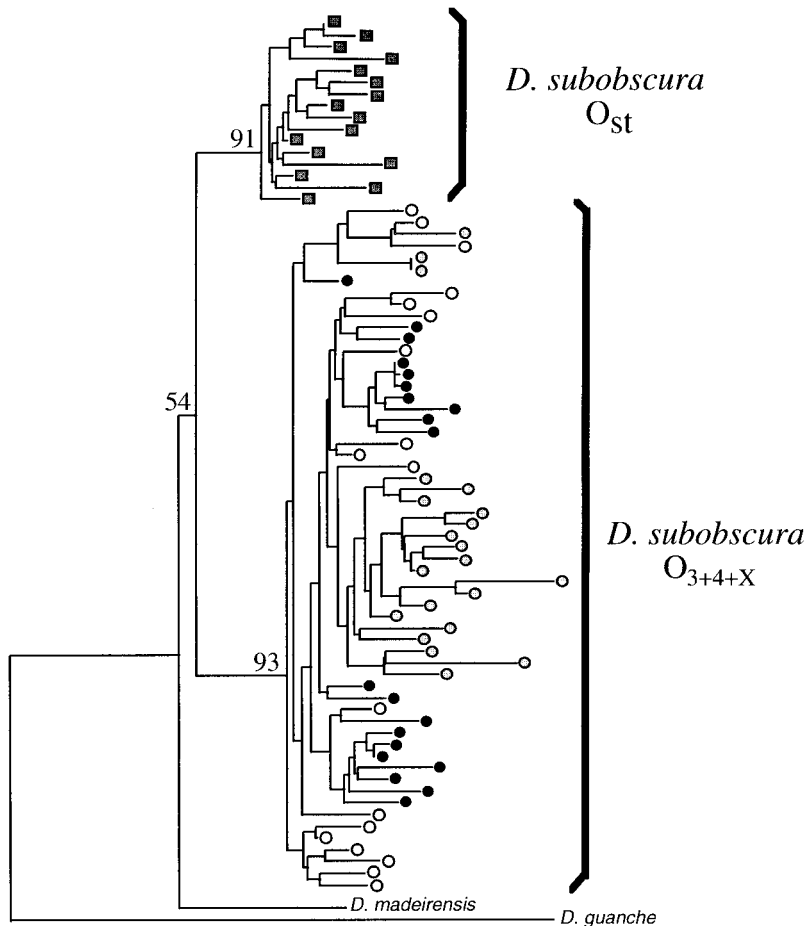 D. subobscura
Ost
91
54
D. subobscura
O3+4+X
93
D. madeirensis
D. guanche